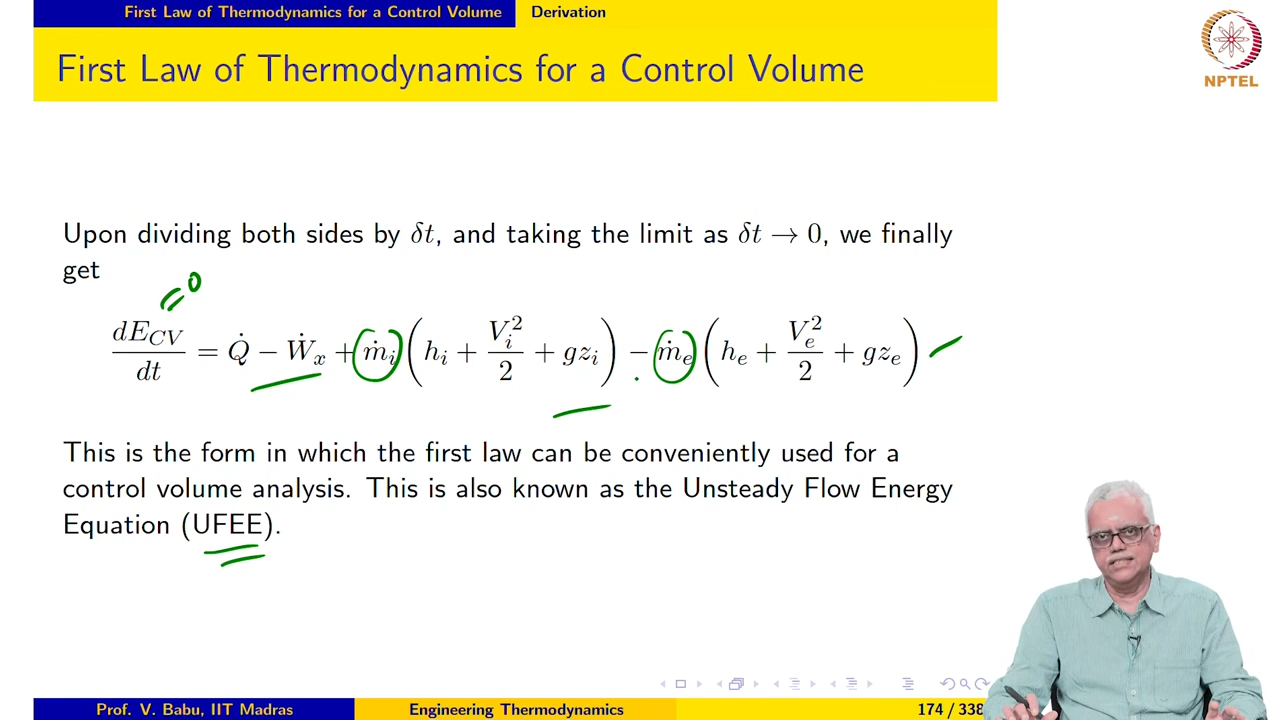 First Law of Thermodynamics for a Control Volume Derivation
First Law of Thermodynamics for a Control Volume
NPTEL
Upon dividing both sides by δt, and taking the limit as δt → 0, we finally
get
= 0
dE_CV/dt = Q̇ − Ẇ_x + ṁ_i (h_i + V_i²/2 + gz_i) − ṁ_e (h_e + V_e²/2 + gz_e)
This is the form in which the first law can be conveniently used for a
control volume analysis. This is also known as the Unsteady Flow Energy
Equation (UFEE).
Prof. V. Babu, IIT Madras Engineering Thermodynamics 174 / 338